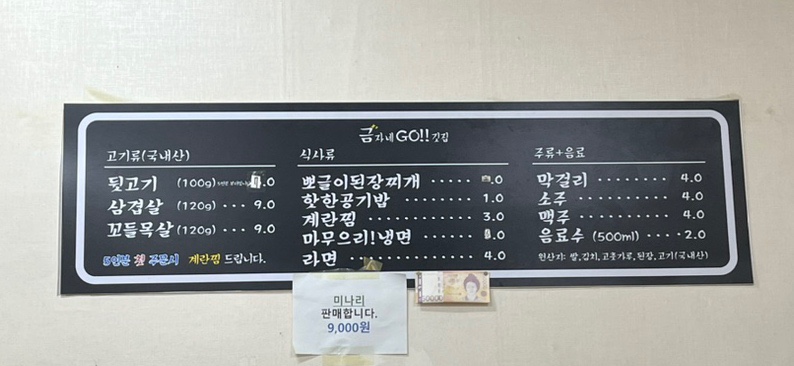 금자네 GO!! 깃집
고기류(국내산)
뒷고기 (100g) .0
삼겹살 (120g) ··· 9.0
꼬들목살 (120g) ··· 9.0
5인분 첫 주문시 계란찜 드립니다.
식사류
뽀글이된장찌개 ······ .0
핫한공기밥 ········ 1.0
계란찜 ··········· 3.0
마무으리!냉면 ······ .0
라면 ············ 4.0
주류+음료
막걸리 ········ 4.0
소주 ·········· 4.0
맥주 ·········· 4.0
음료수 (500ml) ···· 2.0
원산지: 쌀,김치,고춧가루,된장,고기(국내산)
미나리
판매합니다.
9,000원